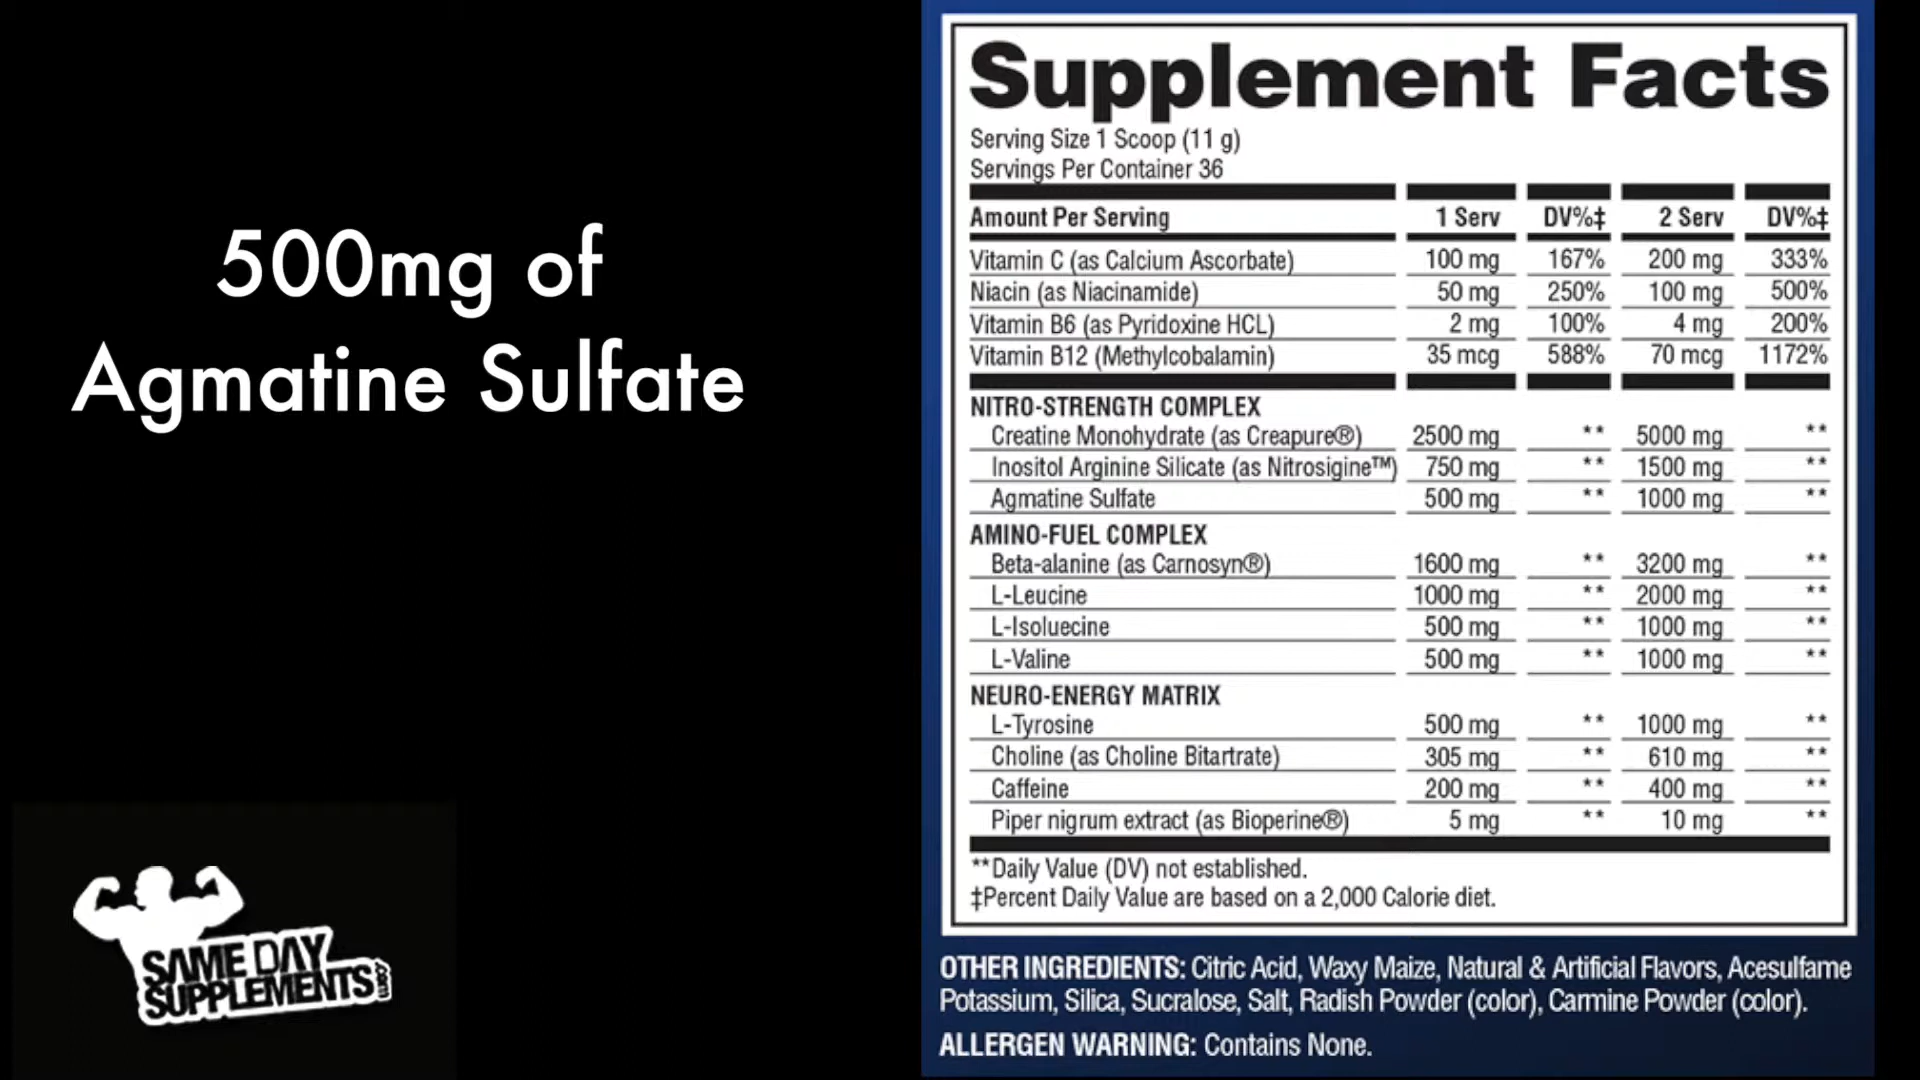 500mg of
Agmatine Sulfate
SAME DAY
SUPPLEMENTS.com
Supplement Facts
Serving Size 1 Scoop (11 g)
Servings Per Container 36
Amount Per Serving 1 Serv DV%‡ 2 Serv DV%‡
Vitamin C (as Calcium Ascorbate) 100 mg 167% 200 mg 333%
Niacin (as Niacinamide) 50 mg 250% 100 mg 500%
Vitamin B6 (as Pyridoxine HCL) 2 mg 100% 4 mg 200%
Vitamin B12 (Methylcobalamin) 35 mcg 588% 70 mcg 1172%
NITRO-STRENGTH COMPLEX
Creatine Monohydrate (as Creapure®) 2500 mg ** 5000 mg **
Inositol Arginine Silicate (as Nitrosigine™) 750 mg ** 1500 mg **
Agmatine Sulfate 500 mg ** 1000 mg **
AMINO-FUEL COMPLEX
Beta-alanine (as Carnosyn®) 1600 mg ** 3200 mg **
L-Leucine 1000 mg ** 2000 mg **
L-Isoluecine 500 mg ** 1000 mg **
L-Valine 500 mg ** 1000 mg **
NEURO-ENERGY MATRIX
L-Tyrosine 500 mg ** 1000 mg **
Choline (as Choline Bitartrate) 305 mg ** 610 mg **
Caffeine 200 mg ** 400 mg **
Piper nigrum extract (as Bioperine®) 5 mg ** 10 mg **
**Daily Value (DV) not established.
‡Percent Daily Value are based on a 2,000 Calorie diet.
OTHER INGREDIENTS: Citric Acid, Waxy Maize, Natural & Artificial Flavors, Acesulfame
Potassium, Silica, Sucralose, Salt, Radish Powder (color), Carmine Powder (color).
ALLERGEN WARNING: Contains None.